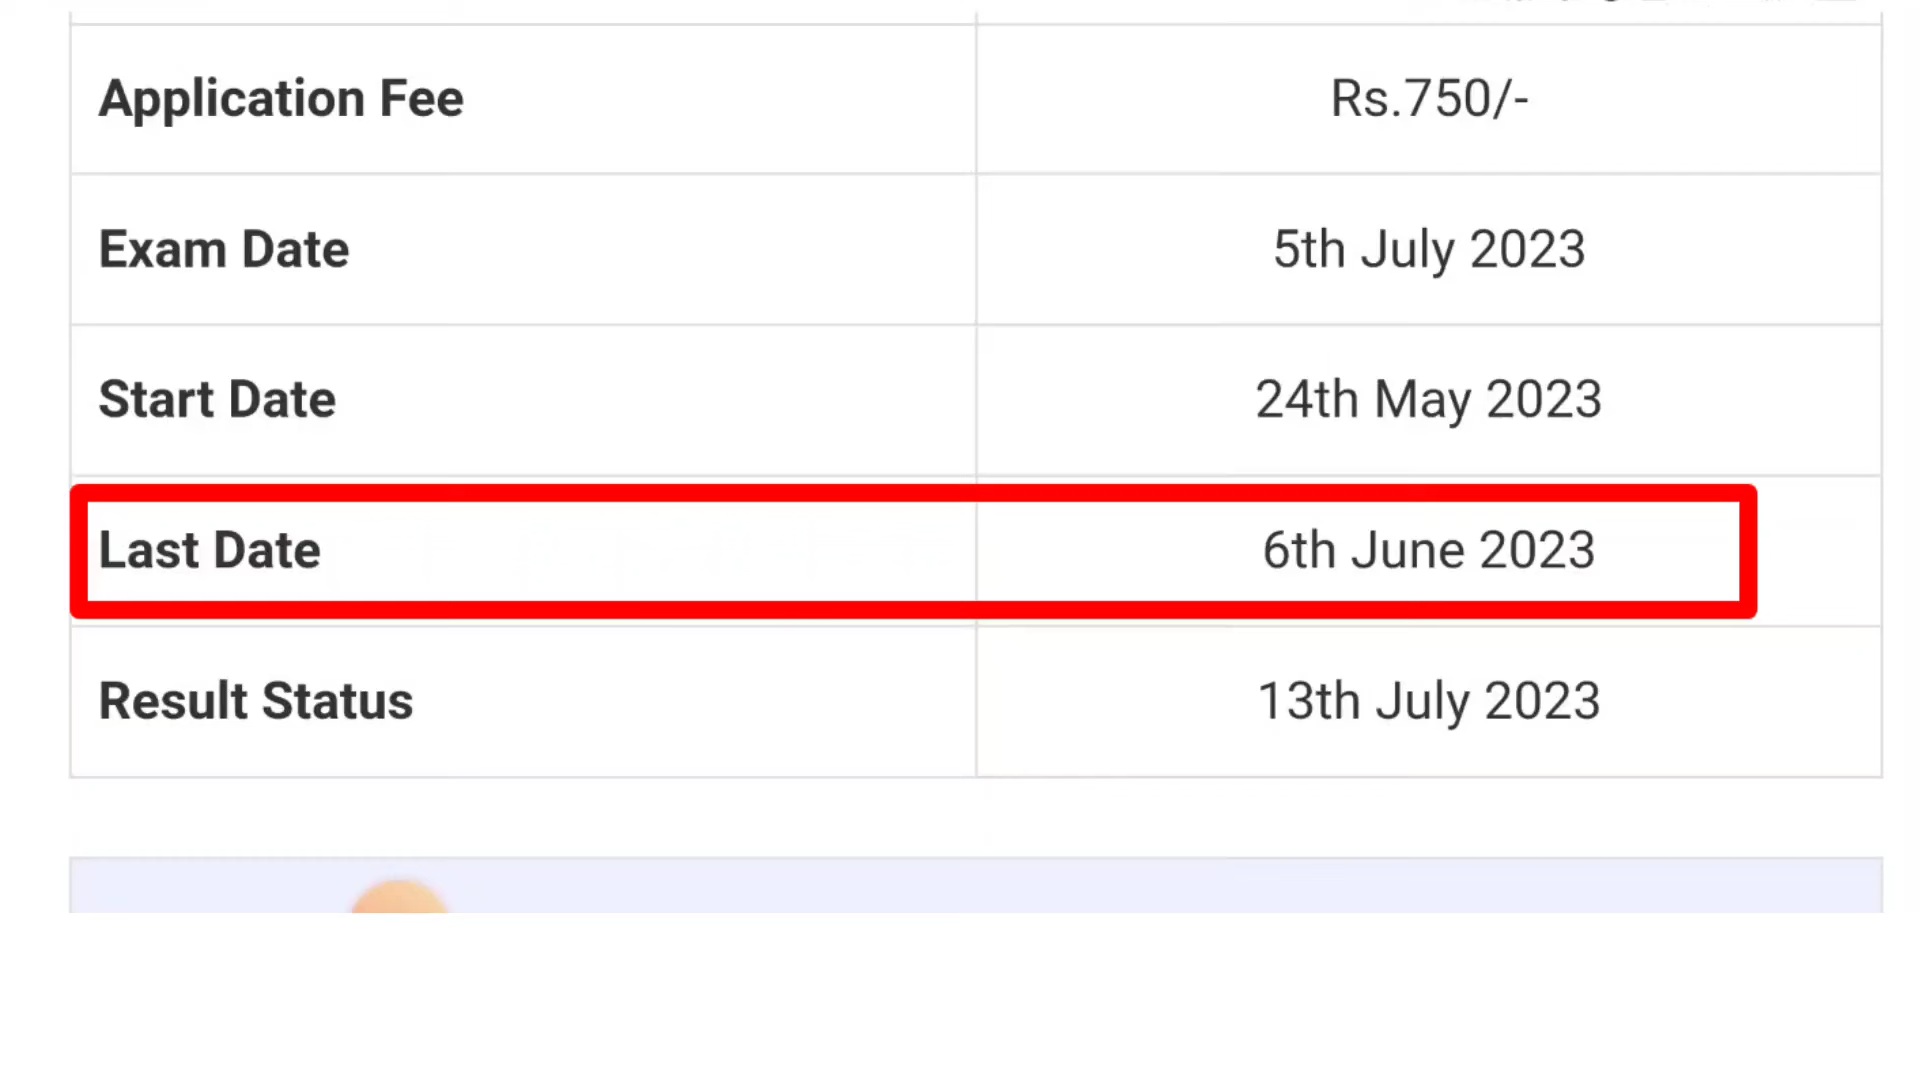 Application Fee Rs.750/-
Exam Date 5th July 2023
Start Date 24th May 2023
Last Date 6th June 2023
Result Status 13th July 2023